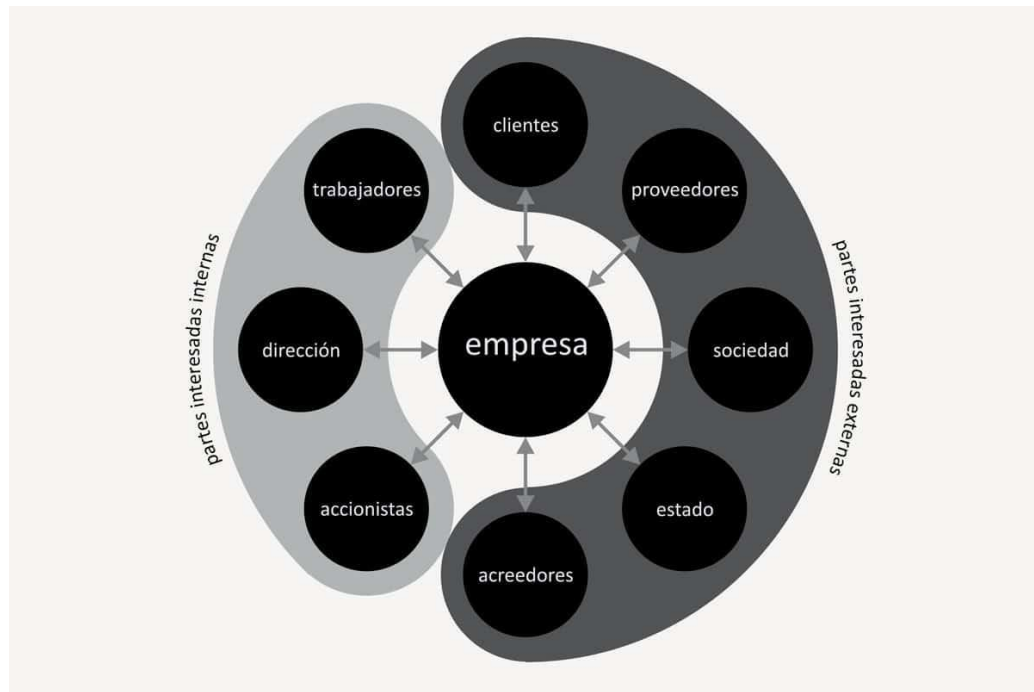 clientes
trabajadores
proveedores
partes interesadas internas
dirección
empresa
sociedad
partes interesadas externas
accionistas
estado
acreedores